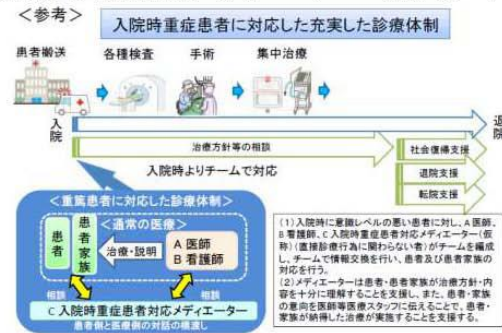 ＜参考＞
入院時重症患者に対応した充実した診療体制
患者搬送
各種検査
手術
集中治療
入院
退院
治療方針等の相談
社会復帰支援
入院時よりチームで対応
退院支援
転院支援
＜重篤患者に対応した診療体制＞
＜通常の医療＞
患者
患者家族
治療・説明
A 医師
B 看護師
相談
相談
相談
C 入院時重症患者対応メディエーター
患者側と医療側の対話の橋渡し
(1)入院時に意識レベルの悪い患者に対し、A 医師、
B 看護師、C 入院時重症患者対応メディエーター(仮
称)(直接診療行為に関わらない者)がチームを編成
し、チームで情報交換を行い、患者及び患者家族の
対応を行う。
(2)メディエーターは患者・患者家族が治療方針・内
容を十分に理解することを支援し、また、患者・家族
の意向を医師等医療スタッフに伝えることで、患者・
家族が納得した治療が実施することを支援する。